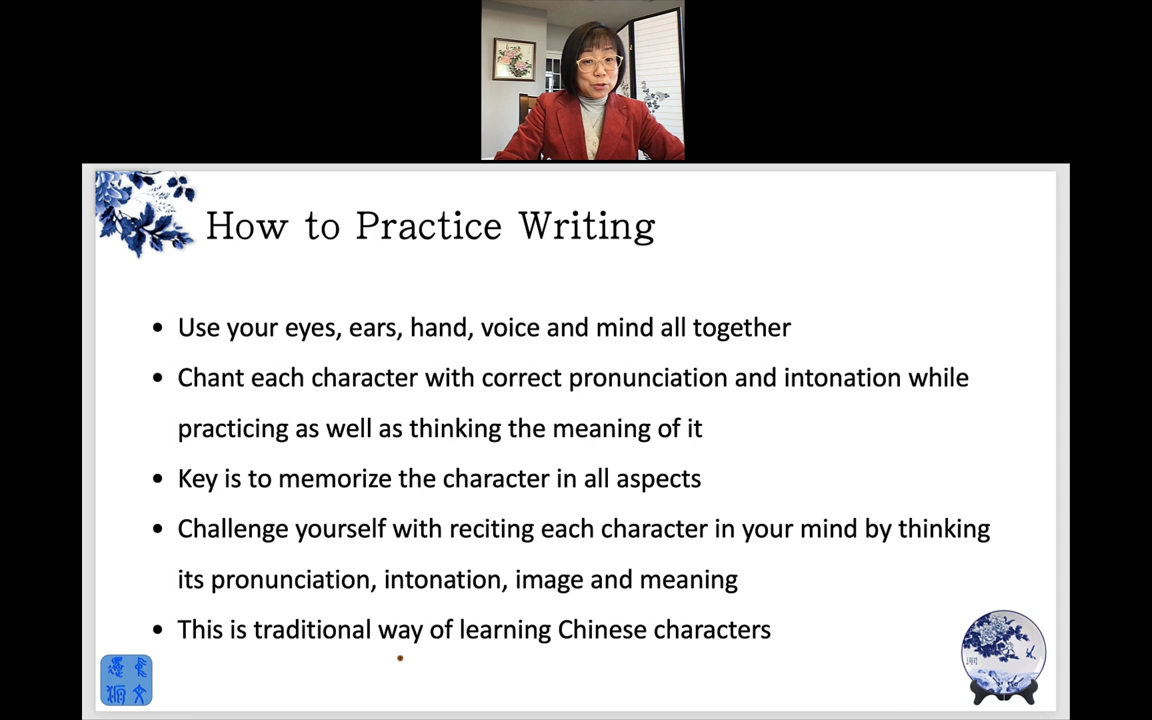 How to Practice Writing
• Use your eyes, ears, hand, voice and mind all together
• Chant each character with correct pronunciation and intonation while
practicing as well as thinking the meaning of it
• Key is to memorize the character in all aspects
• Challenge yourself with reciting each character in your mind by thinking
its pronunciation, intonation, image and meaning
• This is traditional way of learning Chinese characters